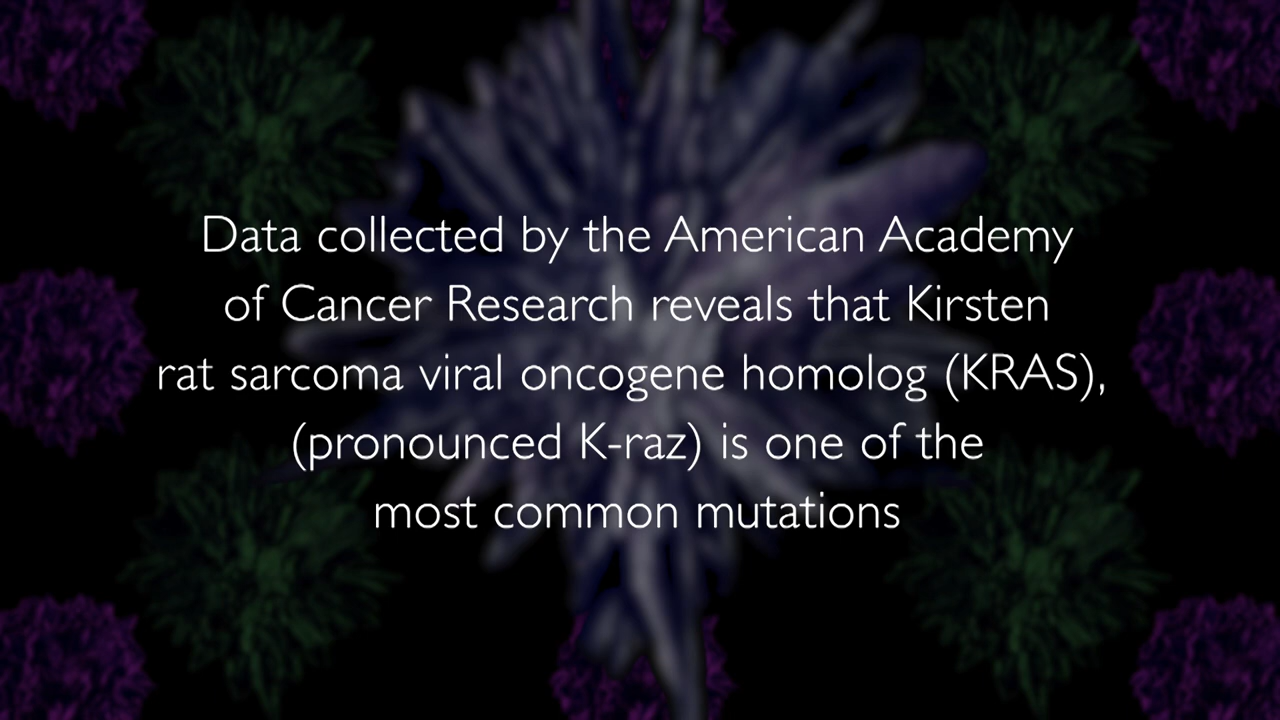 Data collected by the American Academy
of Cancer Research reveals that Kirsten
rat sarcoma viral oncogene homolog (KRAS),
(pronounced K-raz) is one of the
most common mutations